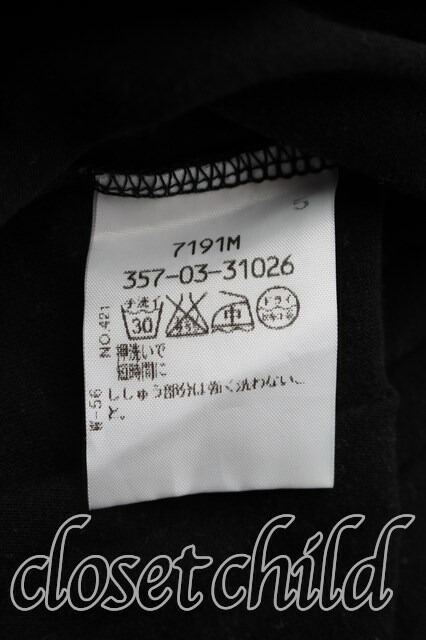 5
7191M
357-03-31026
手洗イ 30 中 ドライ
押洗いで
短時間に
ししゅう部分は強く洗わないこ
と。
NO.421
closet child